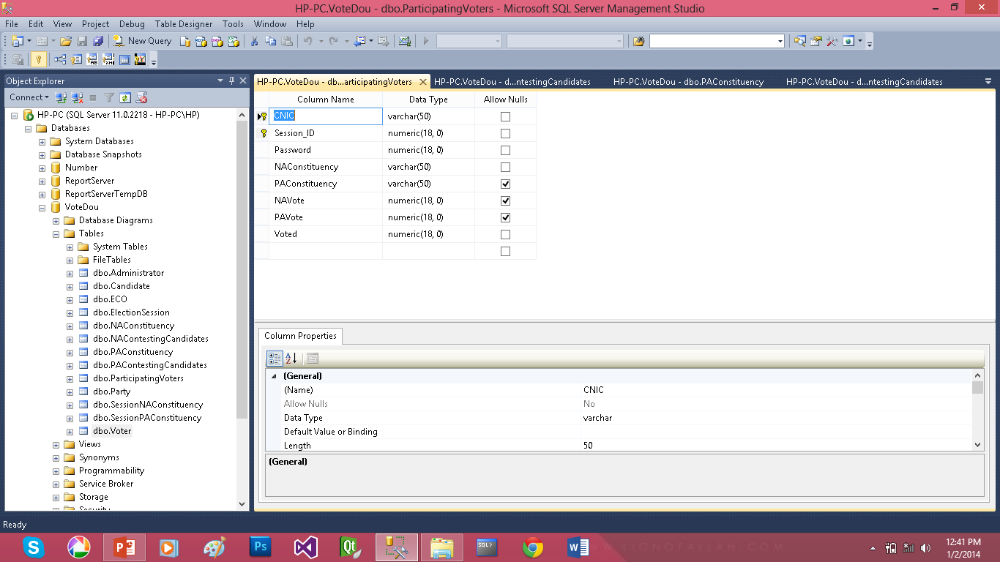 HP-PC.VoteDou - dbo.ParticipatingVoters - Microsoft SQL Server Management Studio
File Edit View Project Debug Table Designer Tools Window Help
New Query
Object Explorer
Connect
HP-PC (SQL Server 11.0.2218 - HP-PC\HP)
Databases
System Databases
Database Snapshots
Number
ReportServer
ReportServerTempDB
VoteDou
Database Diagrams
Tables
System Tables
FileTables
dbo.Administrator
dbo.Candidate
dbo.ECO
dbo.ElectionSession
dbo.NAConstituency
dbo.NAContestingCandidates
dbo.PAConstituency
dbo.PAContestingCandidates
dbo.ParticipatingVoters
dbo.Party
dbo.SessionNAConstituency
dbo.SessionPAConstituency
dbo.Voter
Views
Synonyms
Programmability
Service Broker
Storage
Security
HP-PC.VoteDou - db...articipatingVoters HP-PC.VoteDou - d...ntestingCandidates HP-PC.VoteDou - dbo.PAConstituency HP-PC.VoteDou - d...ntestingCandidates
Column Name Data Type Allow Nulls
CNIC varchar(50)
Session_ID numeric(18, 0)
Password numeric(18, 0)
NAConstituency varchar(50)
PAConstituency varchar(50)
NAVote numeric(18, 0)
PAVote numeric(18, 0)
Voted numeric(18, 0)
Column Properties
(General)
(Name) CNIC
Allow Nulls No
Data Type varchar
Default Value or Binding
Length 50
(General)
Ready
12:41 PM
1/2/2014